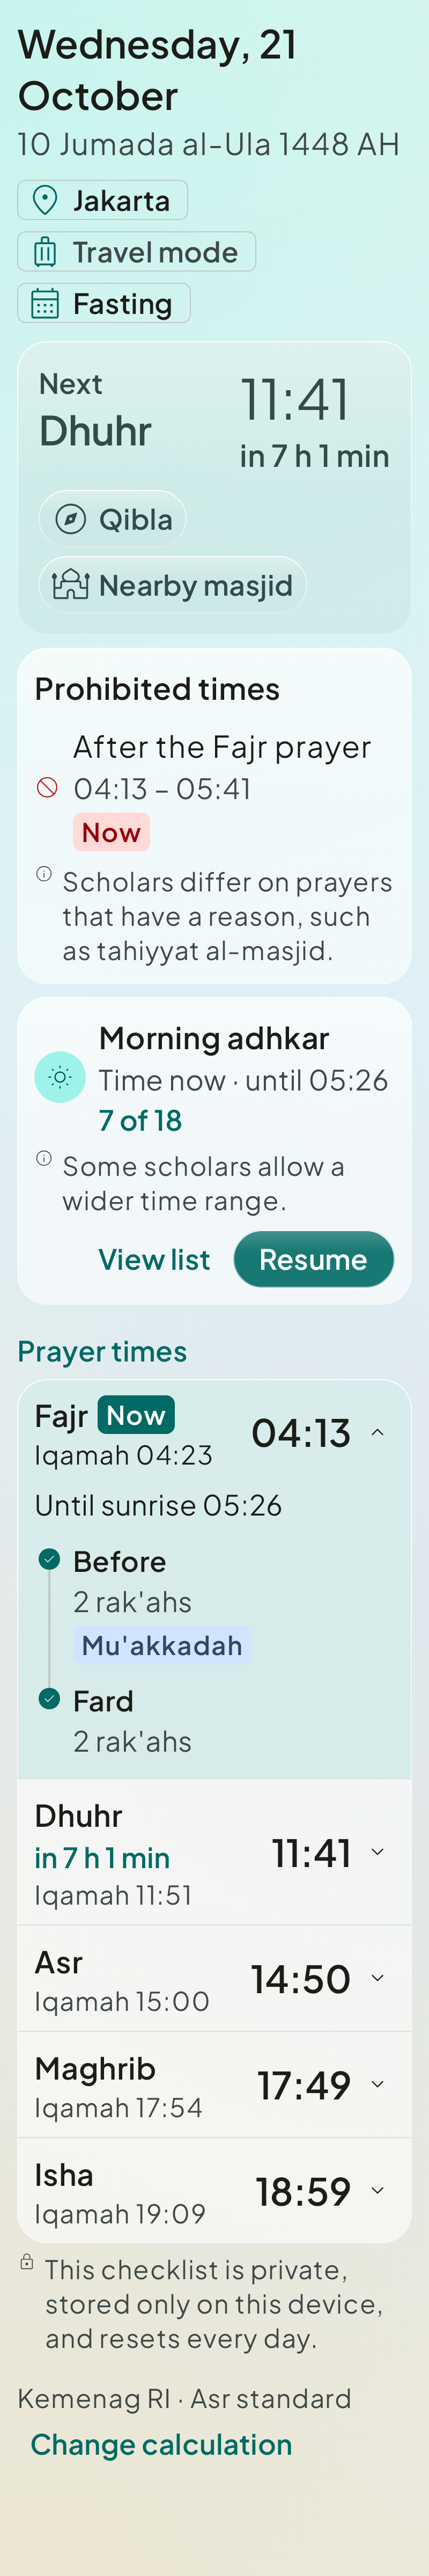 Wednesday, 21
October
10 Jumada al-Ula 1448 AH
Jakarta
Travel mode
Fasting
Next
Dhuhr
11:41
in 7 h 1 min
Qibla
Nearby masjid
Prohibited times
After the Fajr prayer
04:13 – 05:41
Now
Scholars differ on prayers
that have a reason, such
as tahiyyat al-masjid.
Morning adhkar
Time now · until 05:26
7 of 18
Some scholars allow a
wider time range.
View list
Resume
Prayer times
Fajr Now
04:13
Iqamah 04:23
Until sunrise 05:26
Before
2 rak'ahs
Mu'akkadah
Fard
2 rak'ahs
Dhuhr
in 7 h 1 min
11:41
Iqamah 11:51
Asr
14:50
Iqamah 15:00
Maghrib
17:49
Iqamah 17:54
Isha
18:59
Iqamah 19:09
This checklist is private,
stored only on this device,
and resets every day.
Kemenag RI · Asr standard
Change calculation